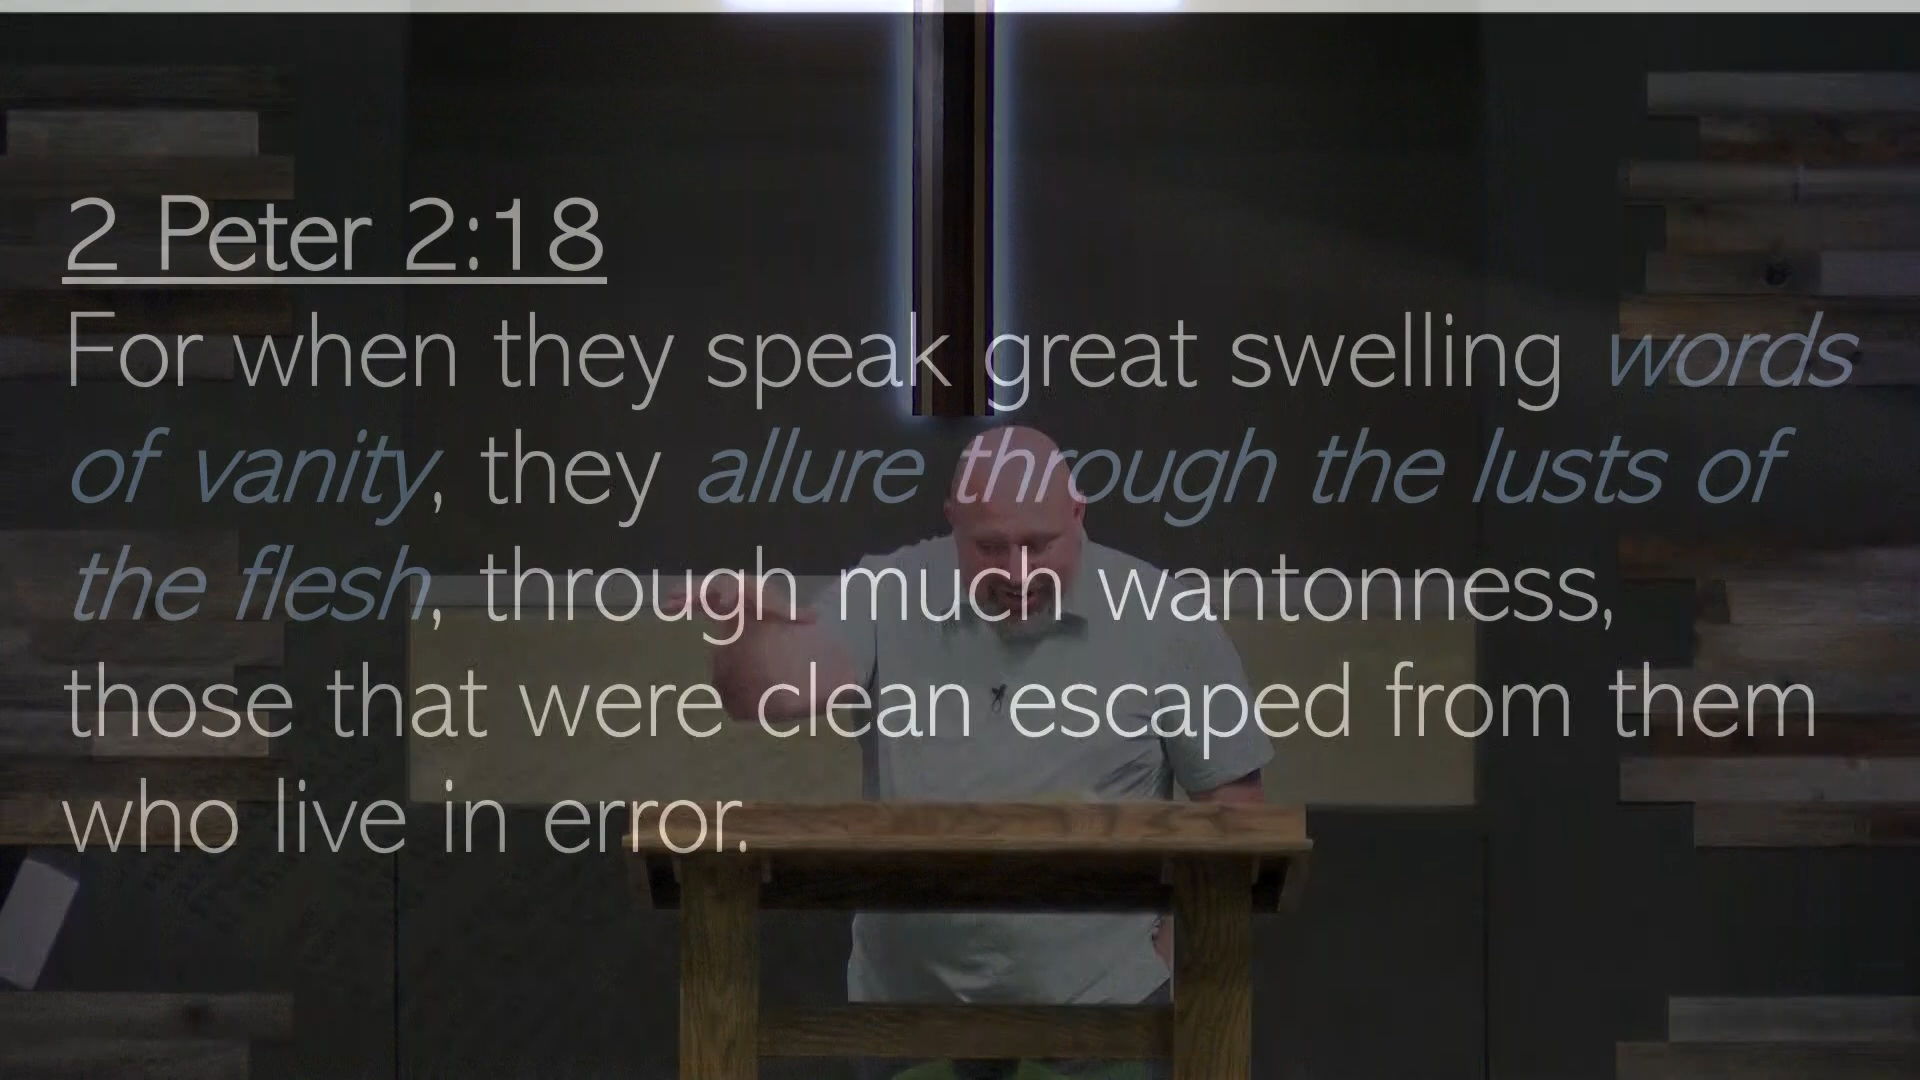 2 Peter 2:18
For when they speak great swelling words
of vanity, they allure through the lusts of
the flesh, through much wantonness,
those that were clean escaped from them
who live in error.